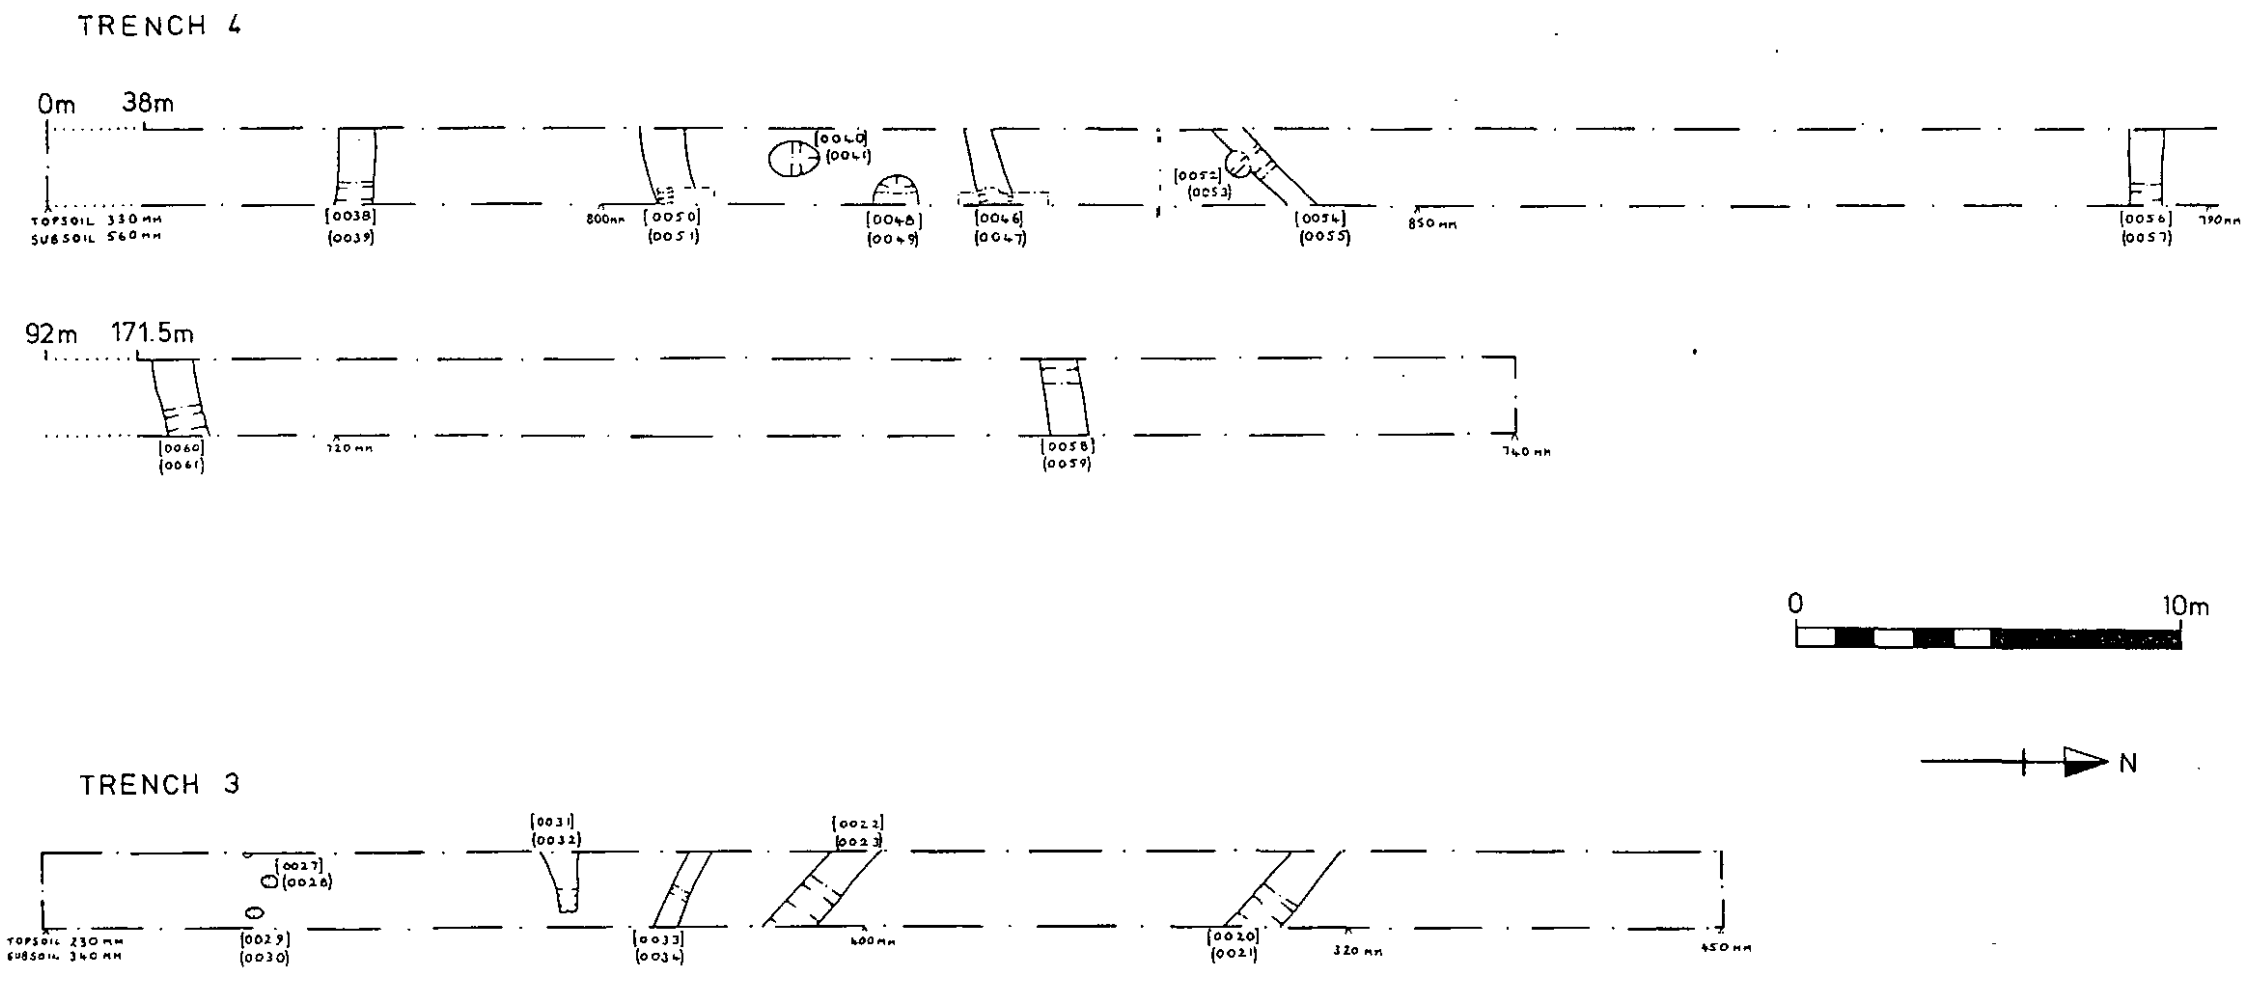 TRENCH 4
0m 38m
[0040]
(0041)
[0052]
(0053)
TOPSOIL 330 MM
SUBSOIL 560 MM
[0038]
(0039)
800mm
[0050]
(0051)
[0048]
(0049)
[0046]
(0047)
[0054]
(0055)
850 MM
[0056]
(0057)
790MM
92m 171.5m
[0060]
(0061)
720 MM
[0058]
(0059)
740 MM
0 10m
N
TRENCH 3
[0031]
(0032)
[0022]
(0023)
[0027]
(0028)
TOPSOIL 230 MM
SUBSOIL 340 MM
[0029]
(0030)
[0033]
(0034)
400MM
[0020]
(0021)
320 MM
450 MM